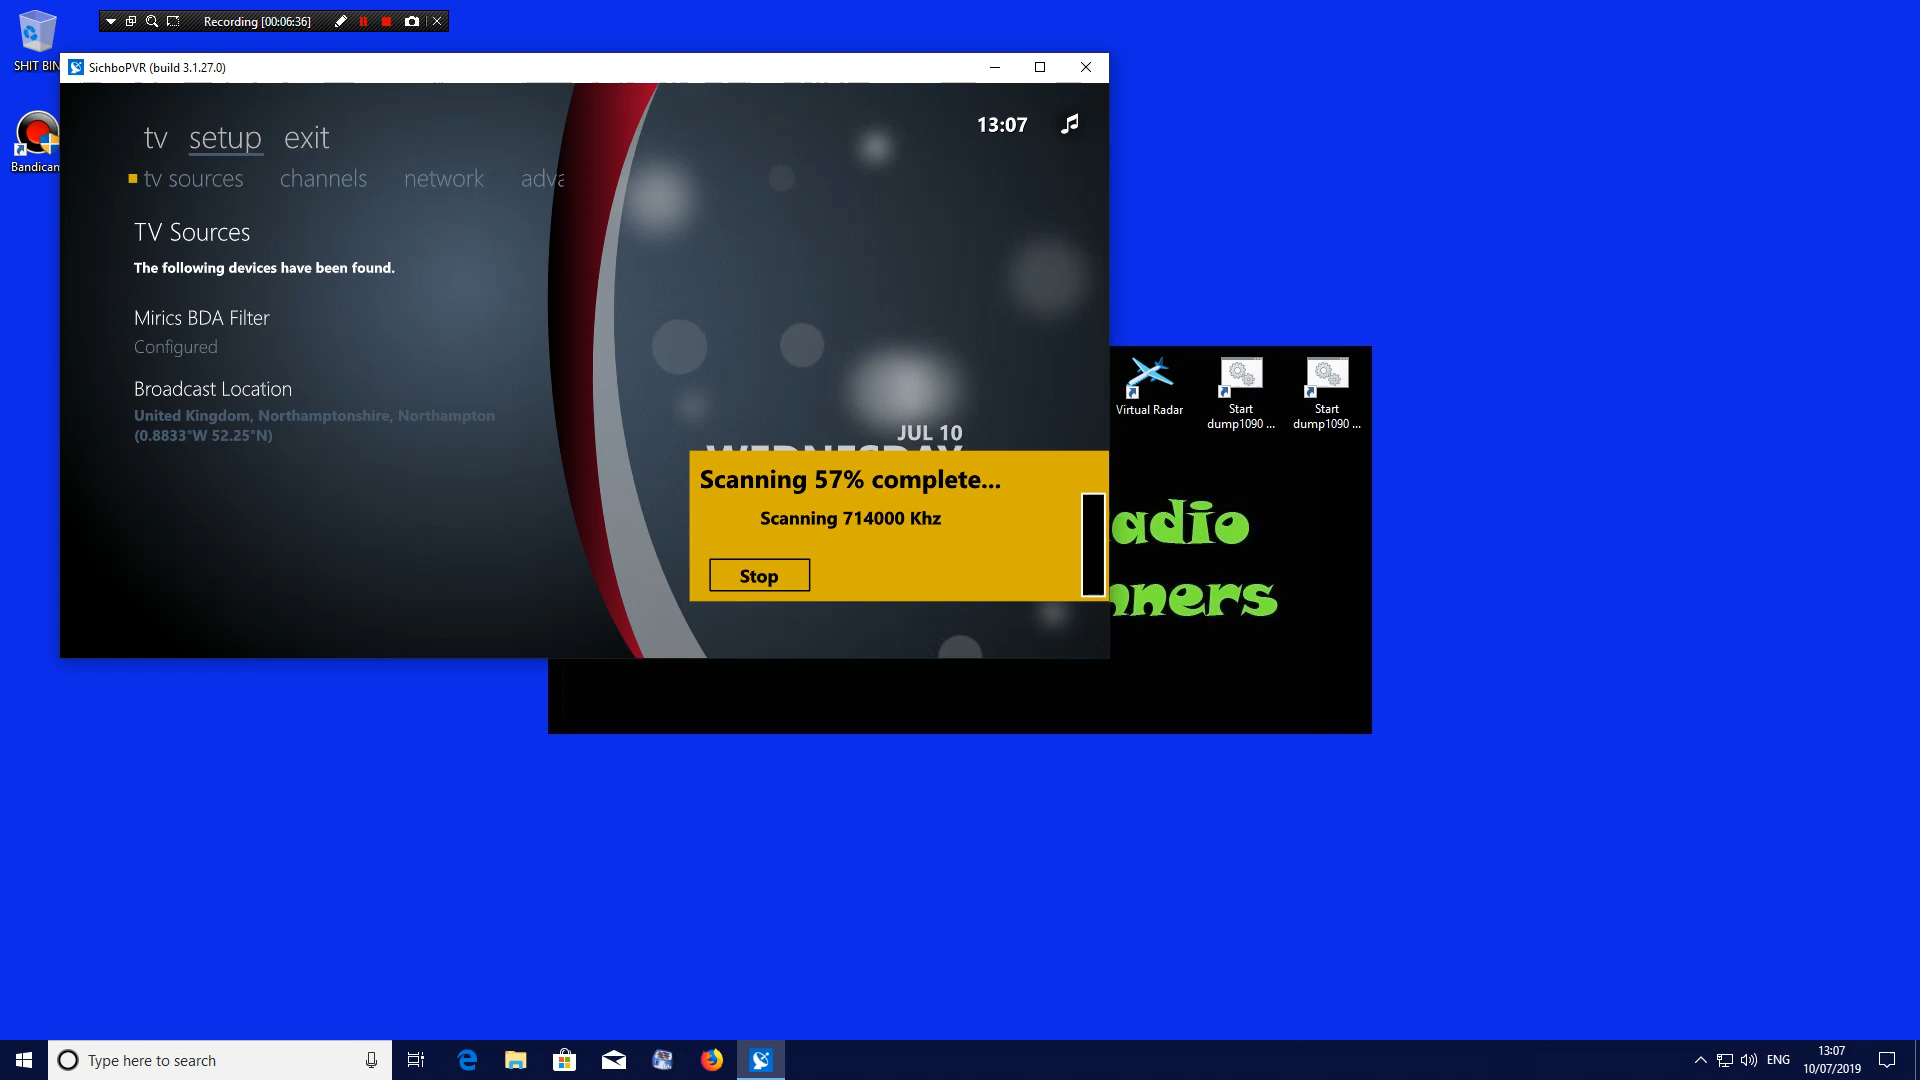 Recording [00:06:36]
SHIT BIN
SichboPVR (build 3.1.27.0)
tv setup exit
13:07
tv sources channels network adva
Bandicam
TV Sources
The following devices have been found.
Mirics BDA Filter
Configured
Broadcast Location
United Kingdom, Northamptonshire, Northampton
(0.8833°W 52.25°N)
JUL 10
WEDNESDAY
Scanning 57% complete...
Scanning 714000 Khz
Stop
Virtual Radar
Start
dump1090 ...
Start
dump1090 ...
adio
nners
Type here to search
ENG
13:07
10/07/2019